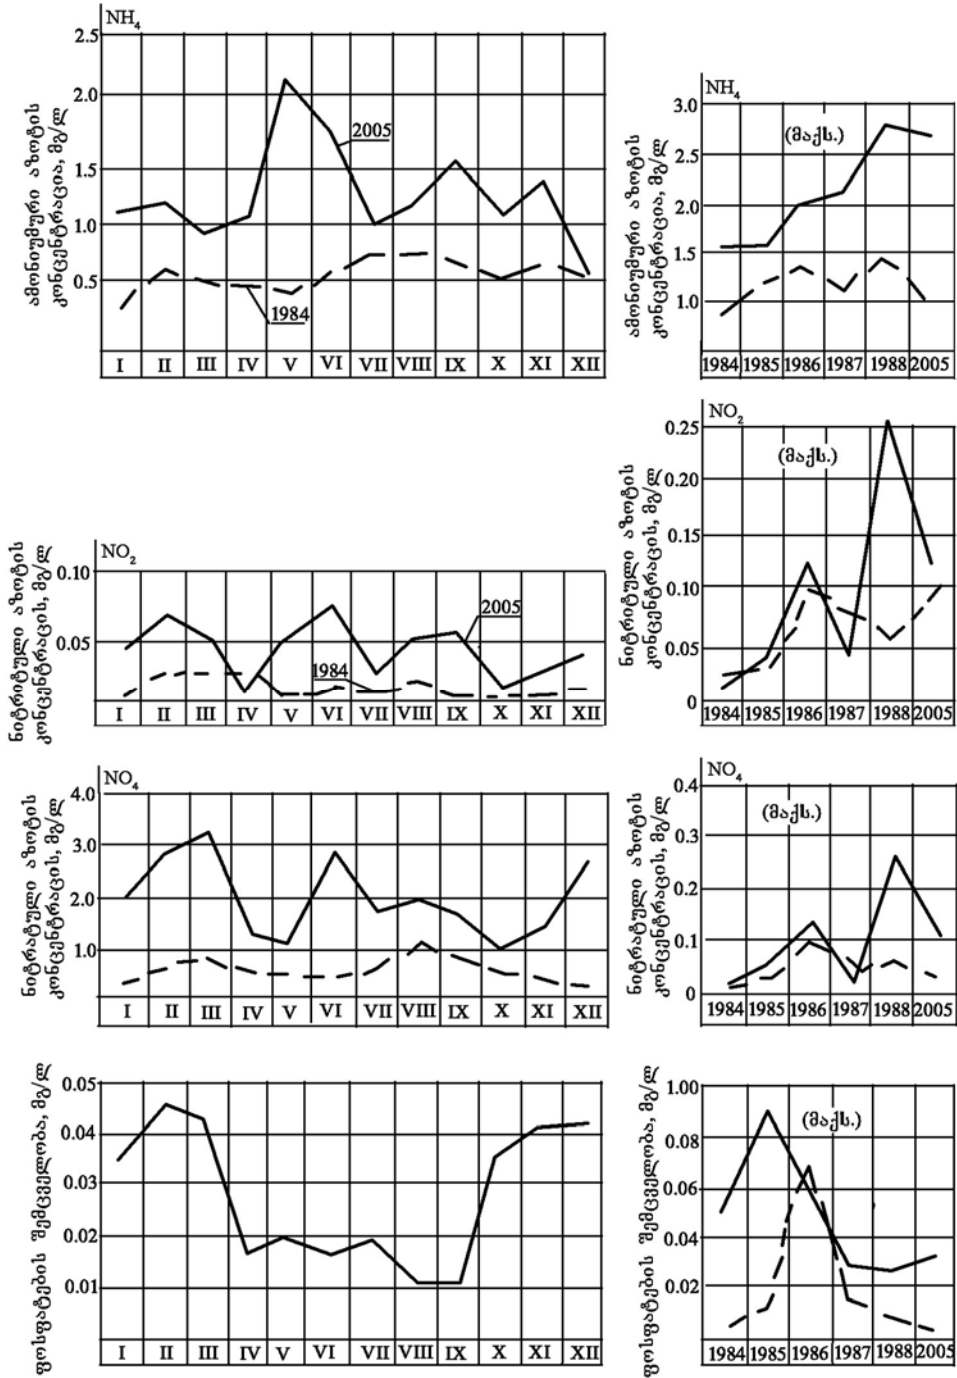 NH₄
ამონიუმური აზოტის
კონცენტრაცია, მგ/ლ
2.5
2.0
1.5
1.0
0.5
2005
1984
I II III IV V VI VII VIII IX X XI XII
NH₄
ამონიუმური აზოტის
კონცენტრაცია, მგ/ლ
(მაქს.)
3.0
2.5
2.0
1.5
1.0
1984 1985 1986 1987 1988 2005
NO₂
ნიტრიტული აზოტის
კონცენტრაციის, მგ/ლ
0.10
0.05
2005
1984
I II III IV V VI VII VIII IX X XI XII
NO₂
ნიტრიტული აზოტის
კონცენტრაციის, მგ/ლ
(მაქს.)
0.25
0.20
0.15
0.10
0.05
0
1984 1985 1986 1987 1988 2005
NO₄
ნიტრატული აზოტის
კონცენტრაციის, მგ/ლ
4.0
3.0
2.0
1.0
I II III IV V VI VII VIII IX X XI XII
NO₄
ნიტრატული აზოტის
კონცენტრაციის, მგ/ლ
(მაქს.)
0.4
0.3
0.2
0.1
0
1984 1985 1986 1987 1988 2005
ფოსფატების შემცველობა, მგ/ლ
0.05
0.04
0.03
0.02
0.01
I II III IV V VI VII VIII IX X XI XII
ფოსფატების შემცველობა, მგ/ლ
(მაქს.)
1.00
0.08
0.06
0.04
0.02
1984 1985 1986 1987 1988 2005